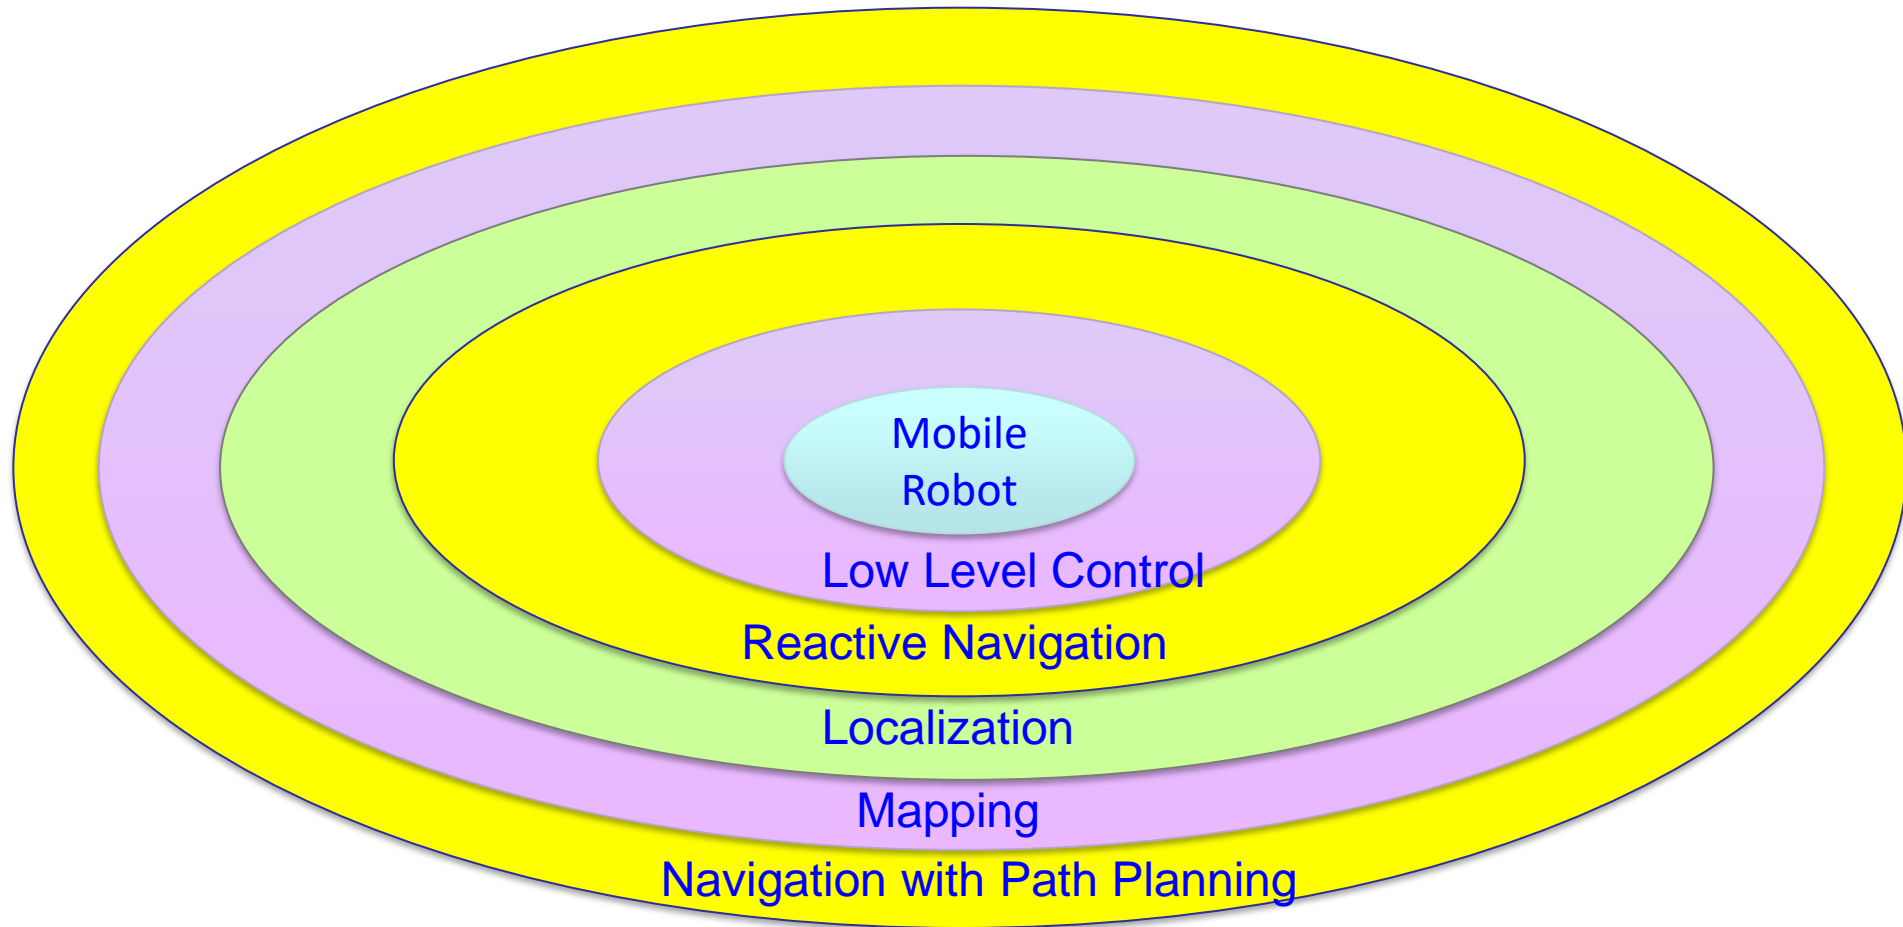 Mobile
Robot
Low Level Control
Reactive Navigation
Localization
Mapping
Navigation with Path Planning